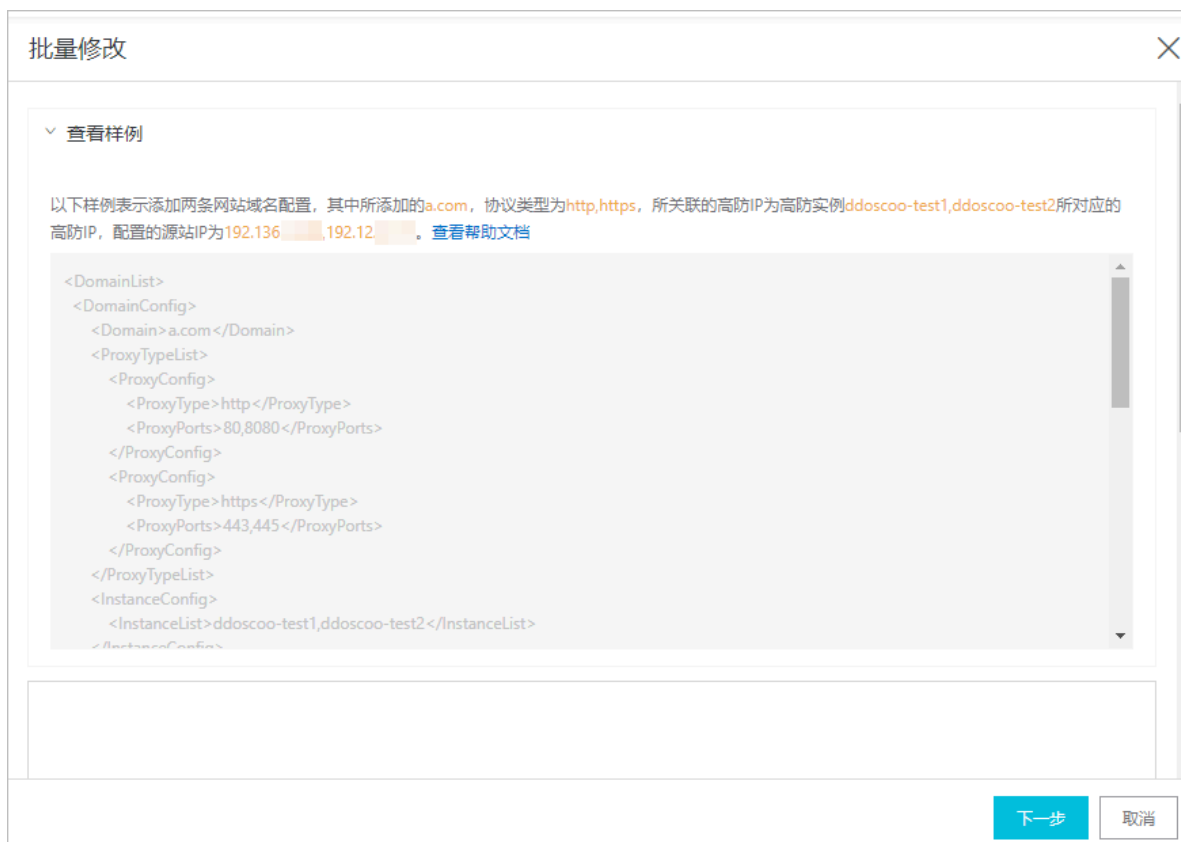 批量修改
查看样例
以下样例表示添加两条网站域名配置，其中所添加的a.com，协议类型为http,https，所关联的高防IP为高防实例ddoscoo-test1,ddoscoo-test2所对应的
高防IP，配置的源站IP为192.136 ,192.12. 。查看帮助文档
<DomainList>
<DomainConfig>
<Domain>a.com</Domain>
<ProxyTypeList>
<ProxyConfig>
<ProxyType>http</ProxyType>
<ProxyPorts>80,8080</ProxyPorts>
</ProxyConfig>
<ProxyConfig>
<ProxyType>https</ProxyType>
<ProxyPorts>443,445</ProxyPorts>
</ProxyConfig>
</ProxyTypeList>
<InstanceConfig>
<InstanceList>ddoscoo-test1,ddoscoo-test2</InstanceList>
</InstanceConfig>
下一步
取消